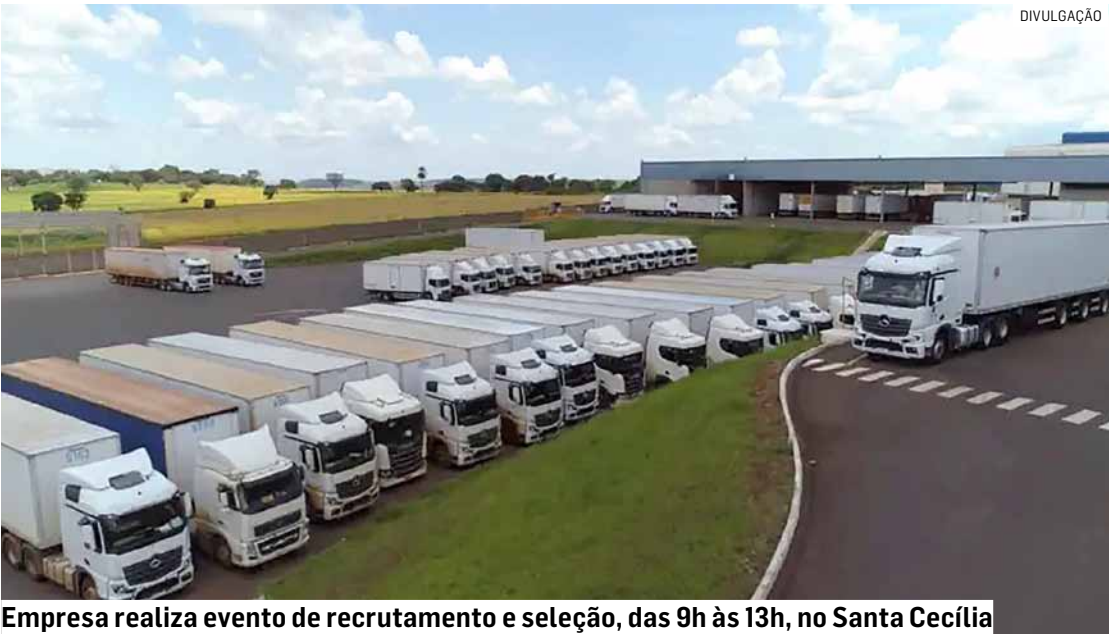 DIVULGAÇÃO
Empresa realiza evento de recrutamento e seleção, das 9h às 13h, no Santa Cecília